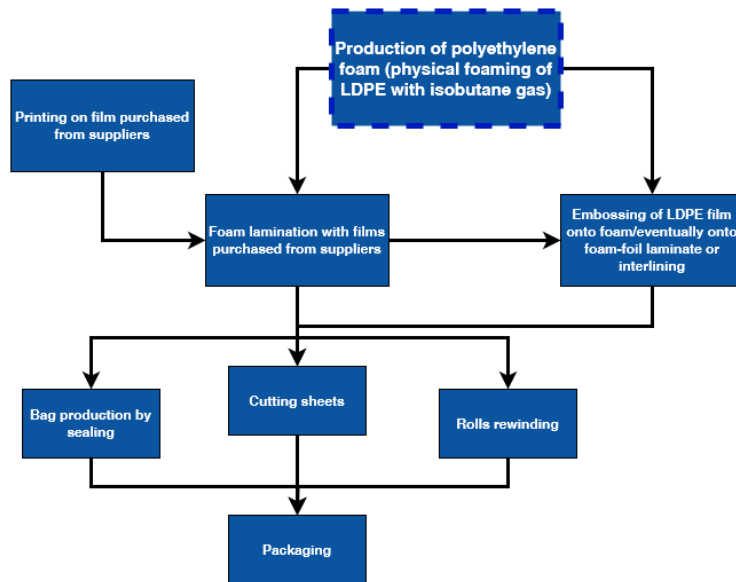 Production of polyethylene
foam (physical foaming of
LDPE with isobutane gas)
Printing on film purchased
from suppliers
Foam lamination with films
purchased from suppliers
Embossing of LDPE film
onto foam/eventually onto
foam-foil laminate or
interlining
Bag production by
sealing
Cutting sheets
Rolls rewinding
Packaging